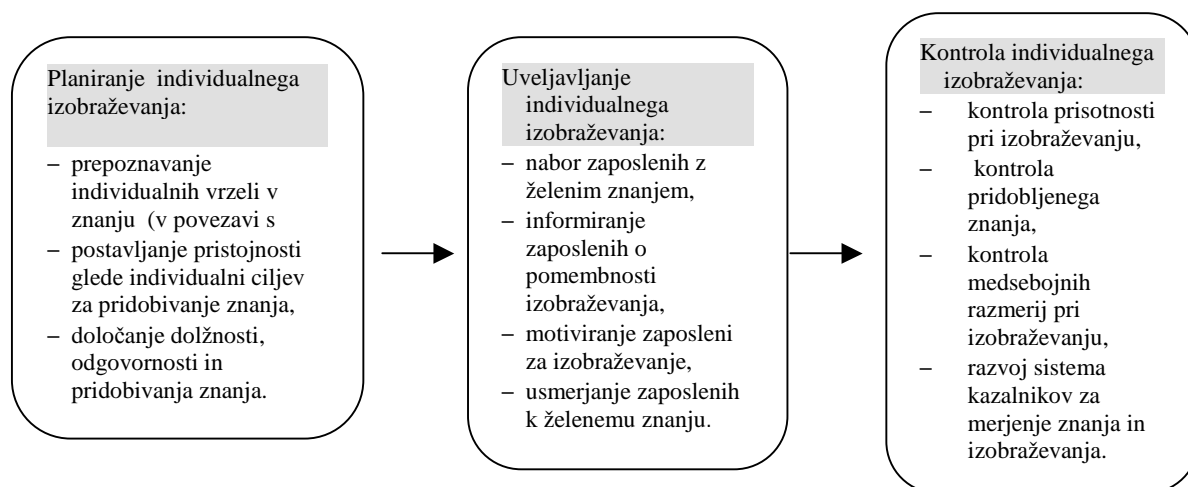 Planiranje individualnega
izobraževanja:
– prepoznavanje
individualnih vrzeli v
znanju (v povezavi s
– postavljanje pristojnosti
glede individualni ciljev
za pridobivanje znanja,
– določanje dolžnosti,
odgovornosti in
pridobivanja znanja.
Uveljavljanje
individualnega
izobraževanja:
– nabor zaposlenih z
želenim znanjem,
– informiranje
zaposlenih o
pomembnosti
izobraževanja,
– motiviranje zaposleni
za izobraževanje,
– usmerjanje zaposlenih
k želenemu znanju.
Kontrola individualnega
izobraževanja:
– kontrola prisotnosti
pri izobraževanju,
– kontrola
pridobljenega
znanja,
– kontrola
medsebojnih
razmerij pri
izobraževanju,
– razvoj sistema
kazalnikov za
merjenje znanja in
izobraževanja.